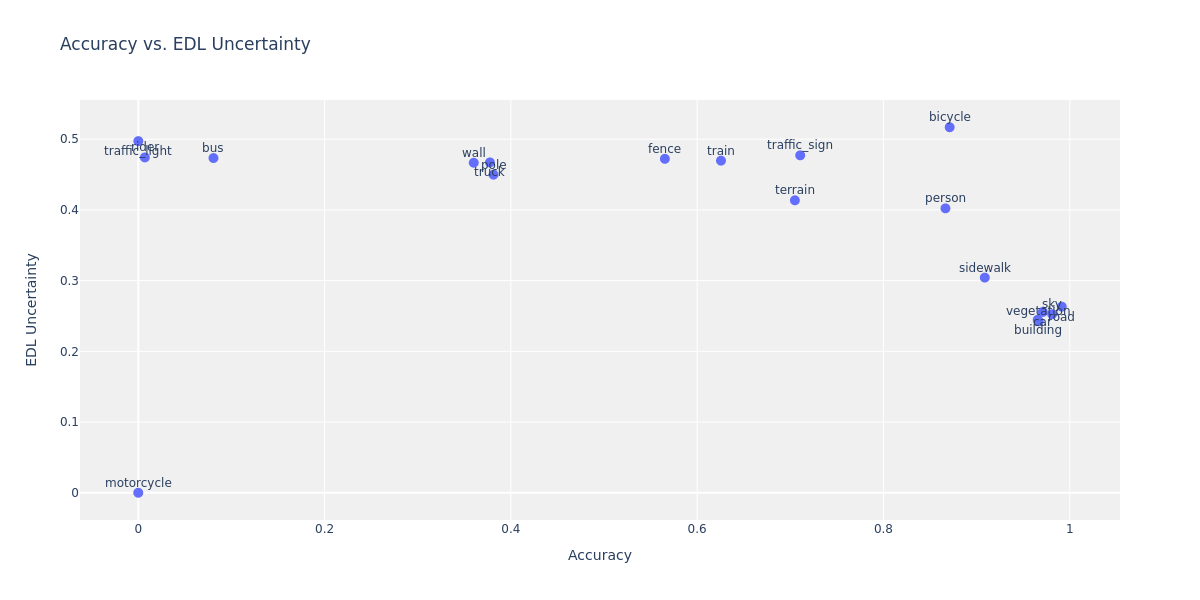 Accuracy vs. EDL Uncertainty
bicycle
0.5
rider
traffic_light
bus
wall
pole
truck
fence
train
traffic_sign
terrain
person
0.4
sidewalk
0.3
sky
vegetation
road
car
building
0.2
0.1
motorcycle
0
EDL Uncertainty
0
0.2
0.4
0.6
0.8
1
Accuracy